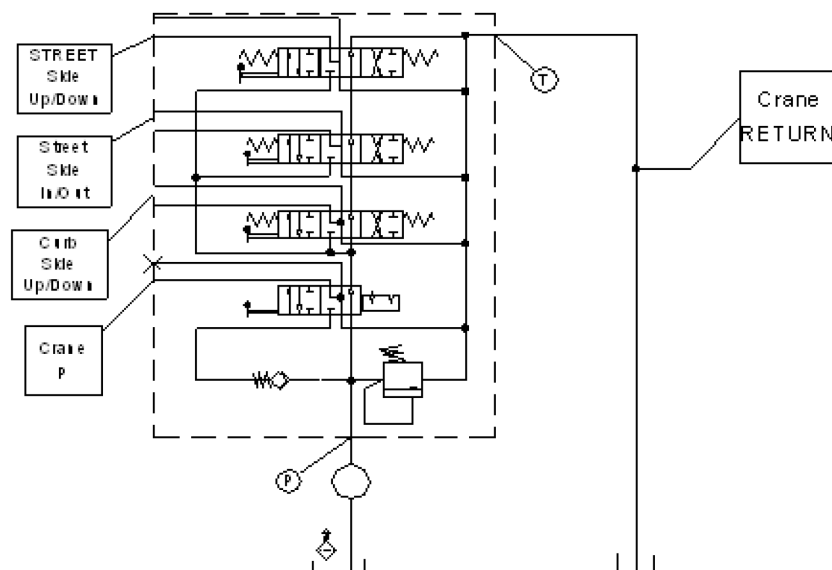 STREET
Side
Up/Down
Street
Side
In/Out
Curb
Side
Up/Down
Crane
P
T
Crane
RETURN
P